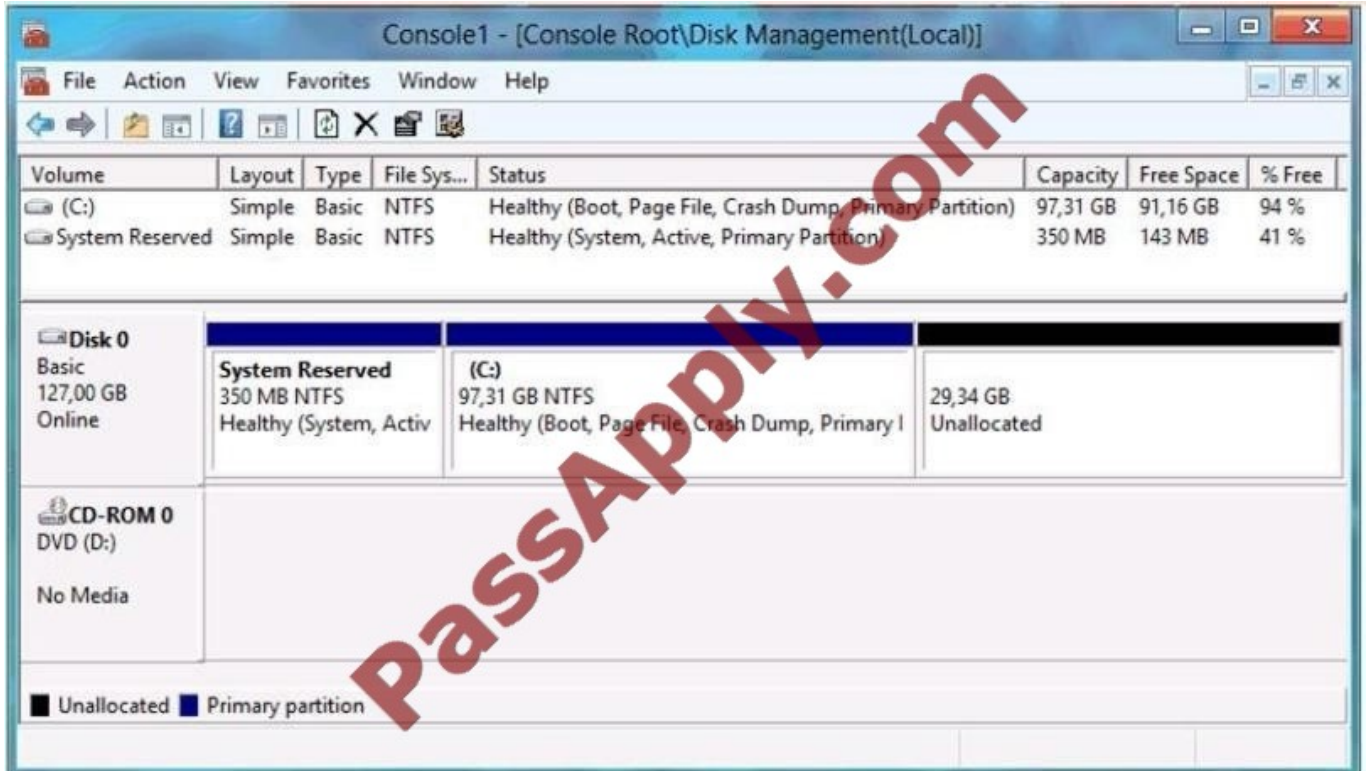 Console1 - [Console Root\Disk Management(Local)]
File Action View Favorites Window Help
Volume Layout Type File Sys... Status Capacity Free Space % Free
(C:) Simple Basic NTFS Healthy (Boot, Page File, Crash Dump, Primary Partition) 97,31 GB 91,16 GB 94 %
System Reserved Simple Basic NTFS Healthy (System, Active, Primary Partition) 350 MB 143 MB 41 %
Disk 0
Basic
127,00 GB
Online
System Reserved
350 MB NTFS
Healthy (System, Activ
(C:)
97,31 GB NTFS
Healthy (Boot, Page File, Crash Dump, Primary I
29,34 GB
Unallocated
CD-ROM 0
DVD (D:)
No Media
Unallocated Primary partition
PassApply.com